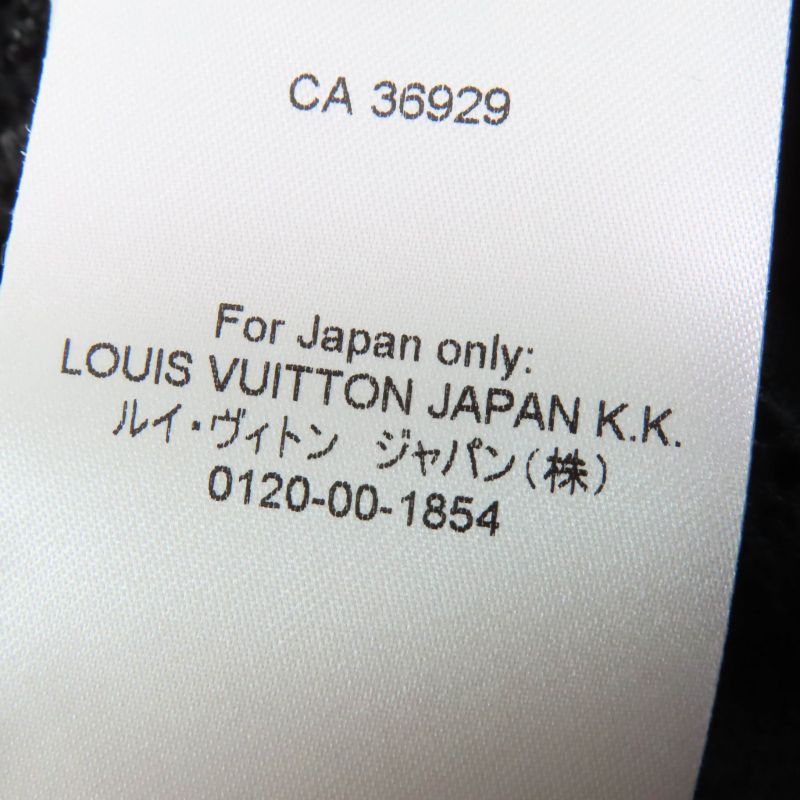 CA 36929
For Japan only:
LOUIS VUITTON JAPAN K.K.
ルイ・ヴィトン ジャパン(株)
0120-00-1854